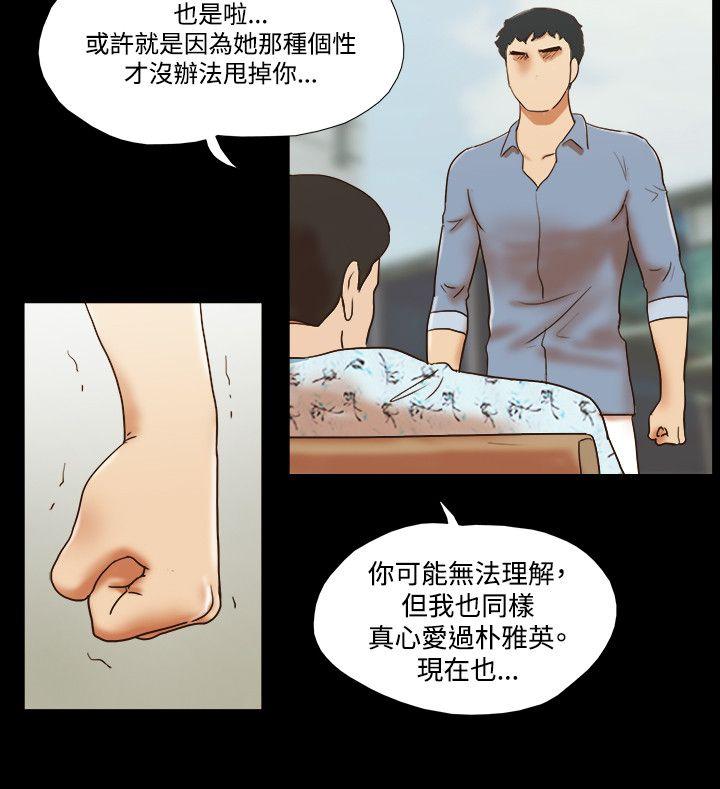 也是啦...
或許就是因為她那種個性
才沒辦法甩掉你...
你可能無法理解，
但我也同樣
真心愛過朴雅英。
現在也...